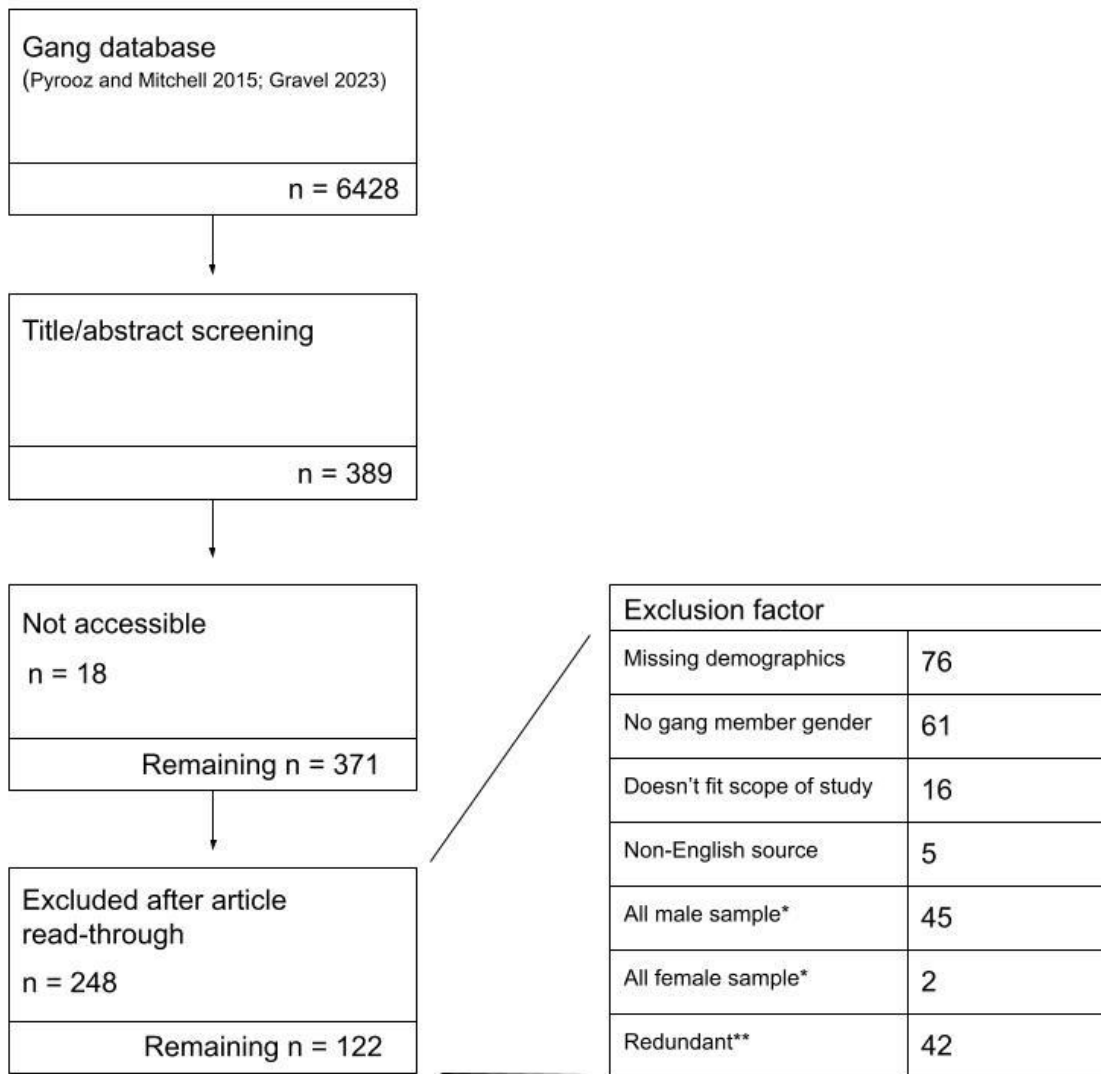 Gang database
(Pyrooz and Mitchell 2015; Gravel 2023)
n = 6428
Title/abstract screening
n = 389
Not accessible
n = 18
Remaining n = 371
Excluded after article
read-through
n = 248
Remaining n = 122
Exclusion factor
Missing demographics 76
No gang member gender 61
Doesn't fit scope of study 16
Non-English source 5
All male sample* 45
All female sample* 2
Redundant** 42